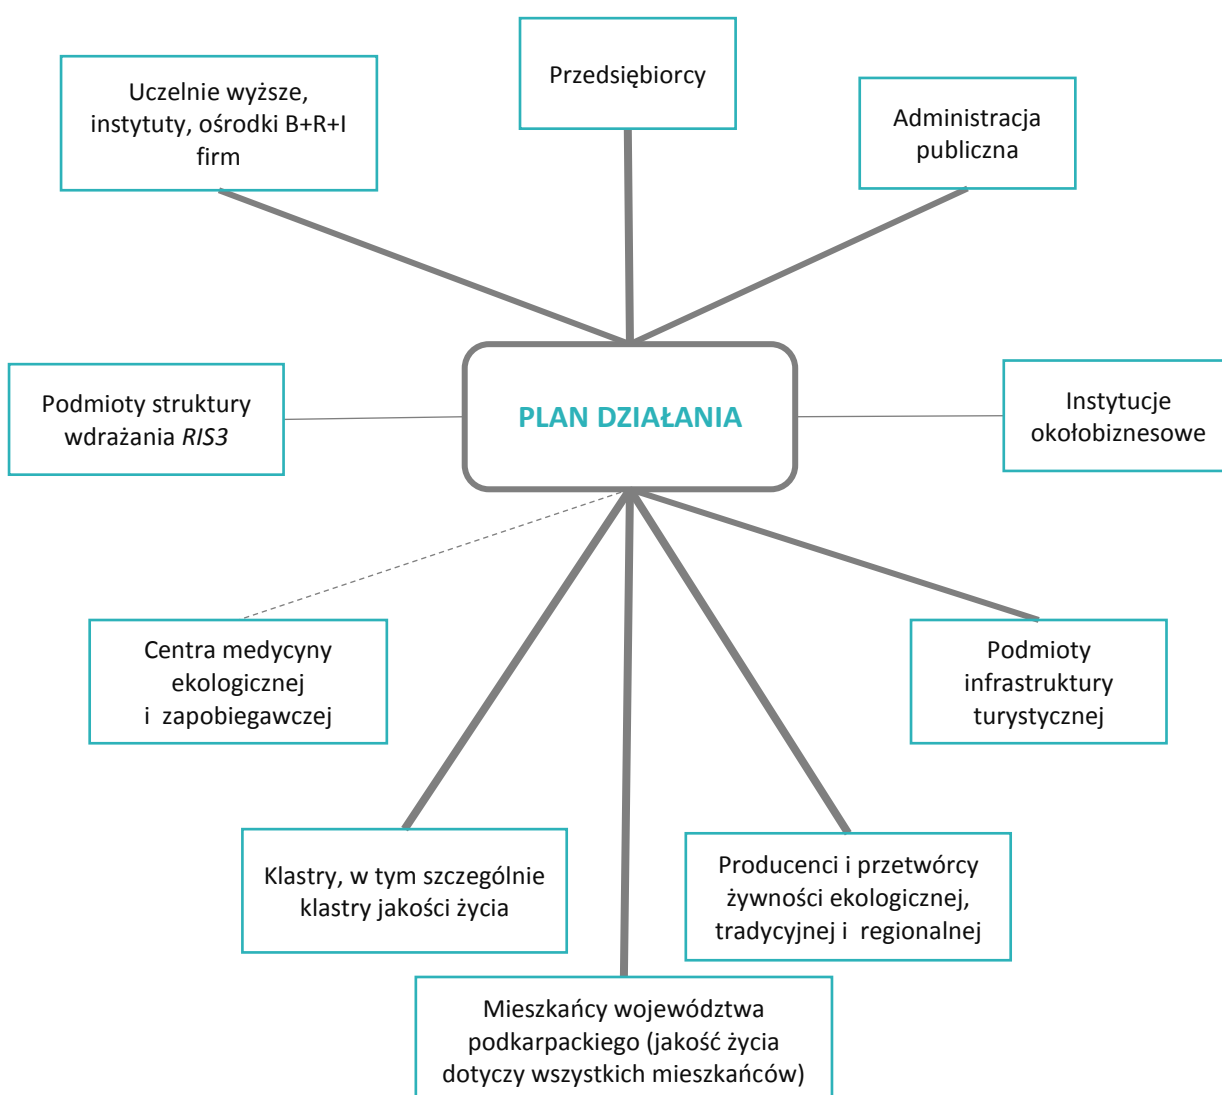 Przedsiębiorcy
Uczelnie wyższe,
instytuty, ośrodki B+R+I
firm
Administracja
publiczna
Podmioty struktury
wdrażania RIS3
PLAN DZIAŁANIA
Instytucje
okołobiznesowe
Centra medycyny
ekologicznej
i zapobiegawczej
Podmioty
infrastruktury
turystycznej
Klastry, w tym szczególnie
klastry jakości życia
Producenci i przetwórcy
żywności ekologicznej,
tradycyjnej i regionalnej
Mieszkańcy województwa
podkarpackiego (jakość życia
dotyczy wszystkich mieszkańców)